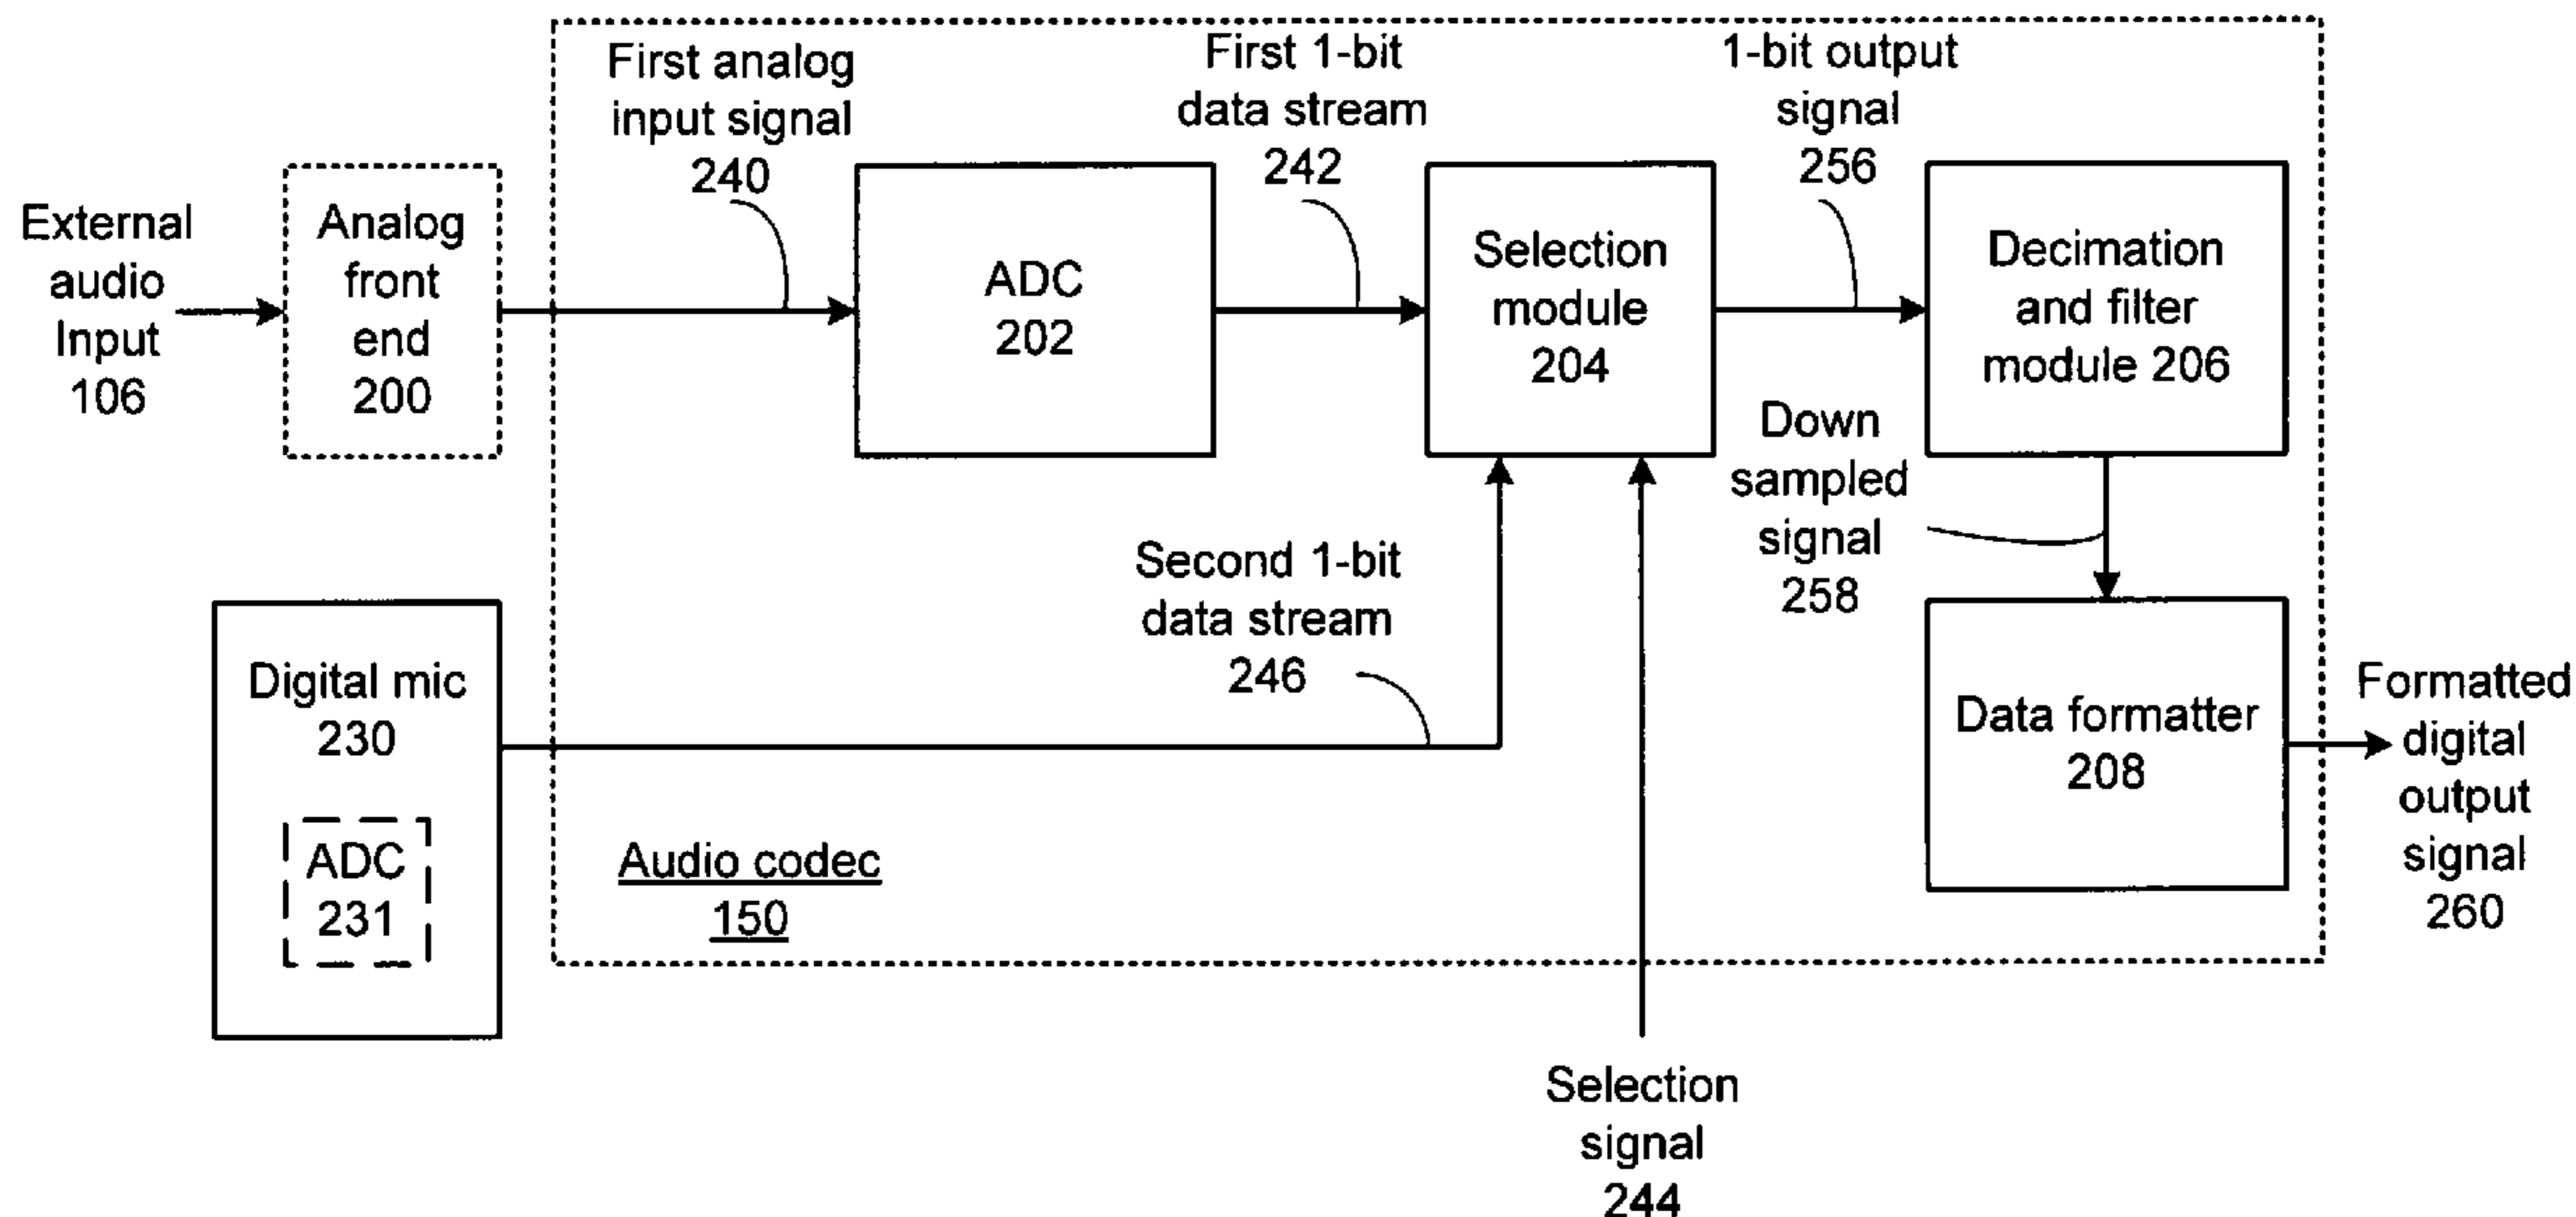 First analog
input signal
240
First 1-bit
data stream
242
1-bit output
signal
256
External
audio
Input
106
Analog
front
end
200
ADC
202
Selection
module
204
Decimation
and filter
module 206
Down
sampled
signal
258
Second 1-bit
data stream
246
Digital mic
230
ADC
231
Audio codec
150
Data formatter
208
Formatted
digital
output
signal
260
Selection
signal
244